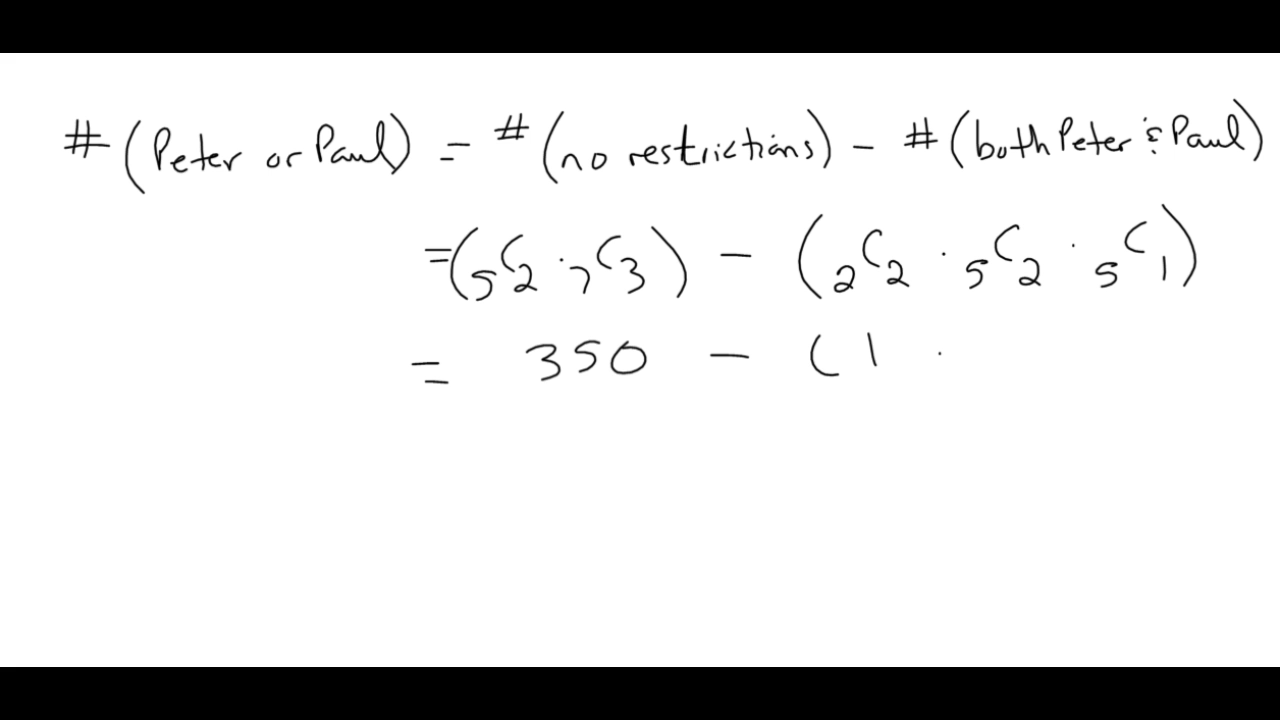 #(Peter or Paul) = #(no restrictions) - #(both Peter & Paul)
= (₅C₂ · ₇C₃) - (₂C₂ · ₅C₂ · ₅C₁)
= 350 - (1 ·